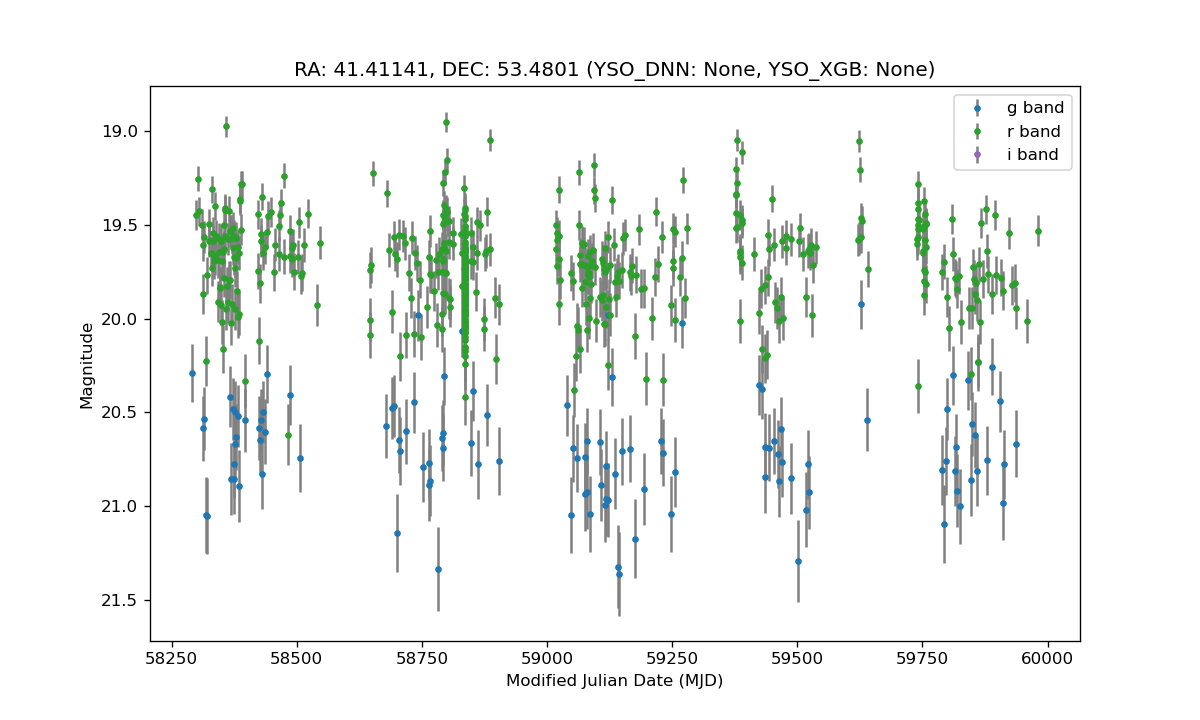 RA: 41.41141, DEC: 53.4801 (YSO_DNN: None, YSO_XGB: None)
g band
r band
i band
19.0
19.5
20.0
20.5
21.0
21.5
Magnitude
58250 58500 58750 59000 59250 59500 59750 60000
Modified Julian Date (MJD)